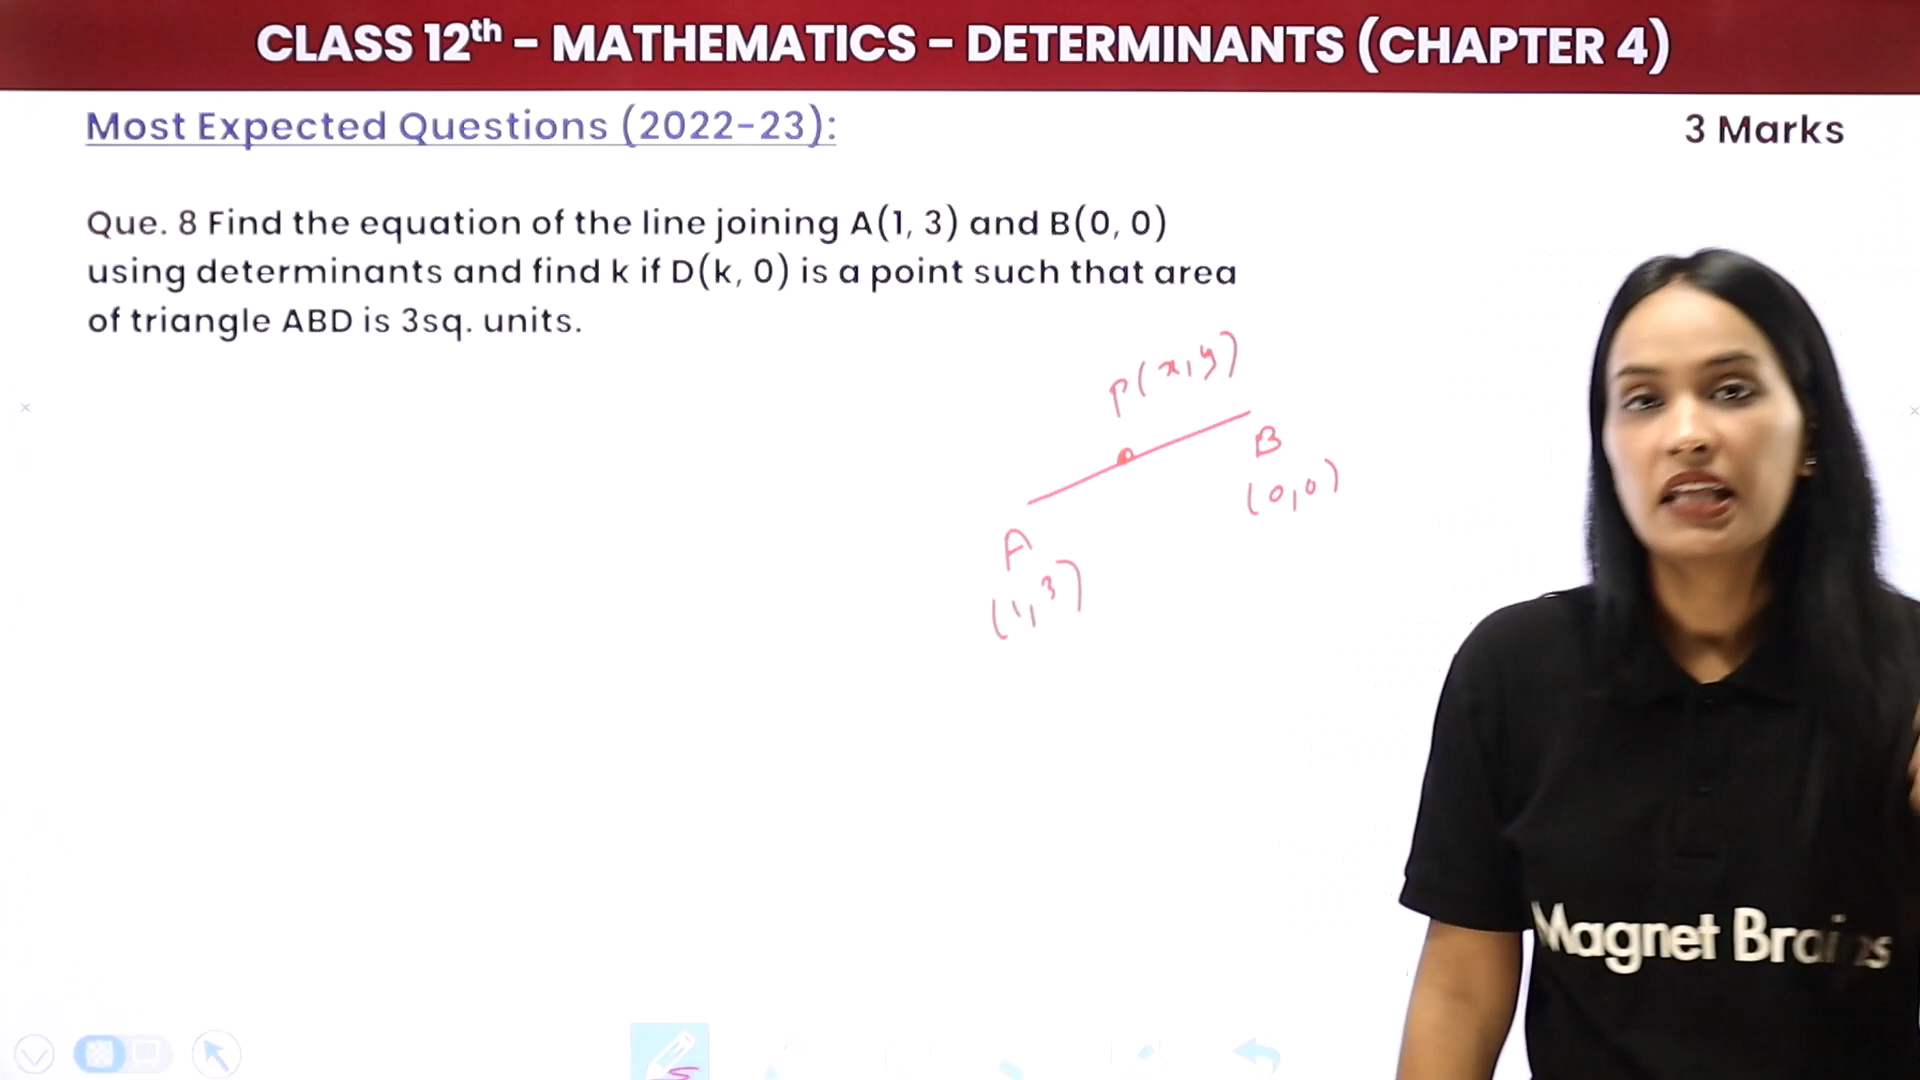 CLASS 12th - MATHEMATICS - DETERMINANTS (CHAPTER 4)
Most Expected Questions (2022-23):
3 Marks
Que. 8 Find the equation of the line joining A(1, 3) and B(0, 0)
using determinants and find k if D(k, 0) is a point such that area
of triangle ABD is 3sq. units.
P(x,y)
B
(0,0)
A
(1,3)
Magnet Brains